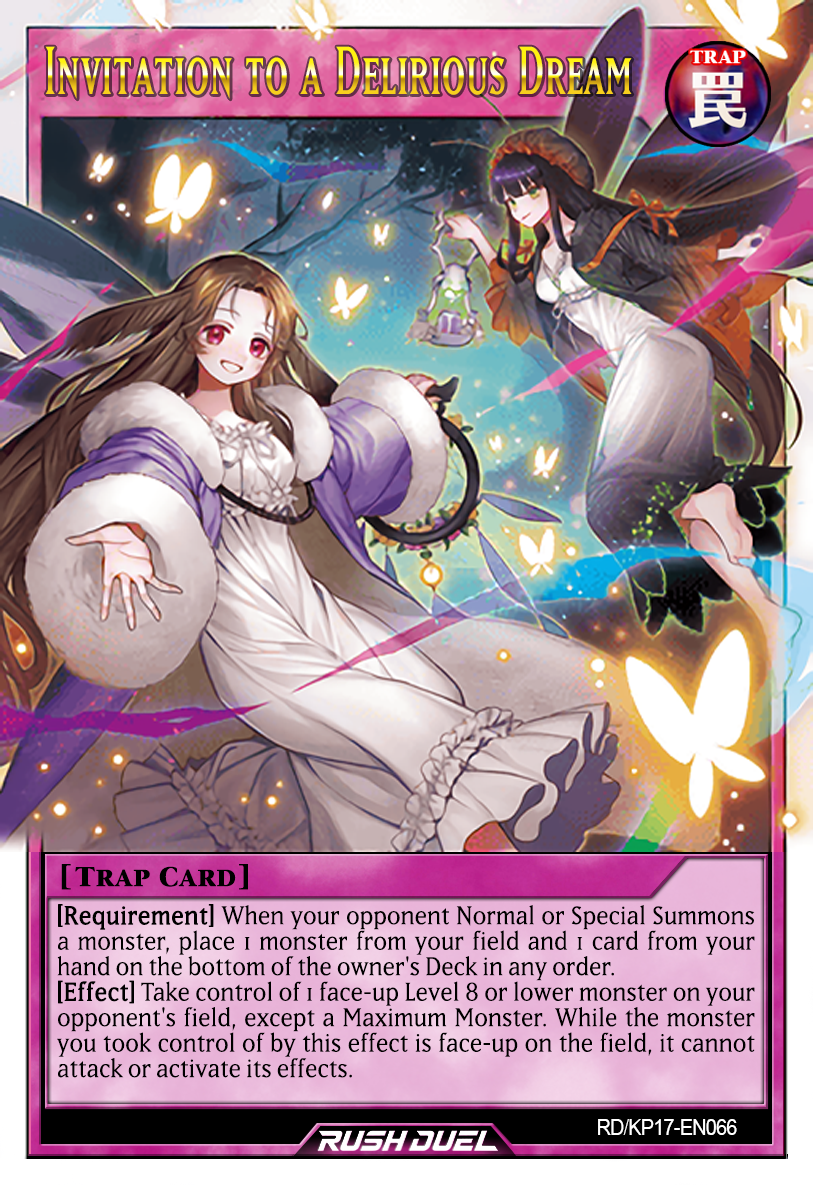 Invitation to a Delirious Dream
TRAP
罠
[Trap Card]
[Requirement] When your opponent Normal or Special Summons
a monster, place 1 monster from your field and 1 card from your
hand on the bottom of the owner's Deck in any order.
[Effect] Take control of 1 face-up Level 8 or lower monster on your
opponent's field, except a Maximum Monster. While the monster
you took control of by this effect is face-up on the field, it cannot
attack or activate its effects.
RD/KP17-EN066
RUSH DUEL